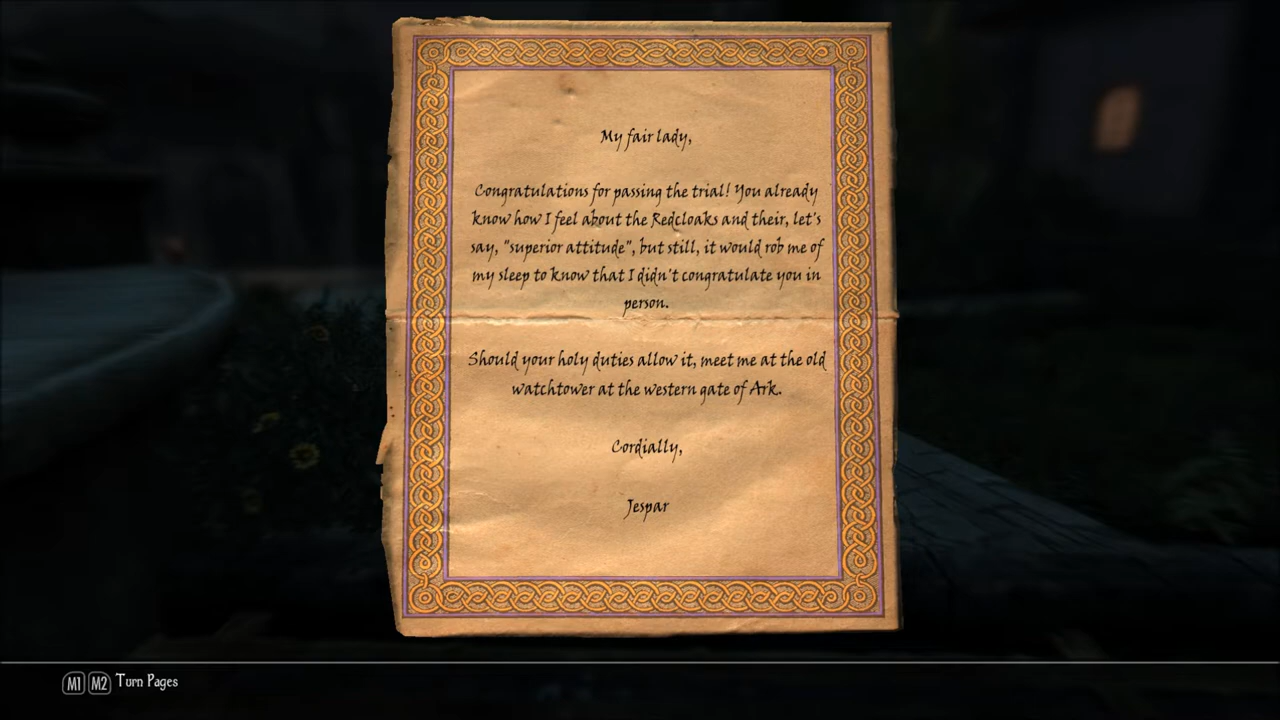 My fair lady,
Congratulations for passing the trial! You already
know how I feel about the Redcloaks and their, let's
say, "superior attitude", but still, it would rob me of
my sleep to know that I didn't congratulate you in
person.
Should your holy duties allow it, meet me at the old
watchtower at the western gate of Ark.
Cordially,
Jespar
M1 M2 Turn Pages